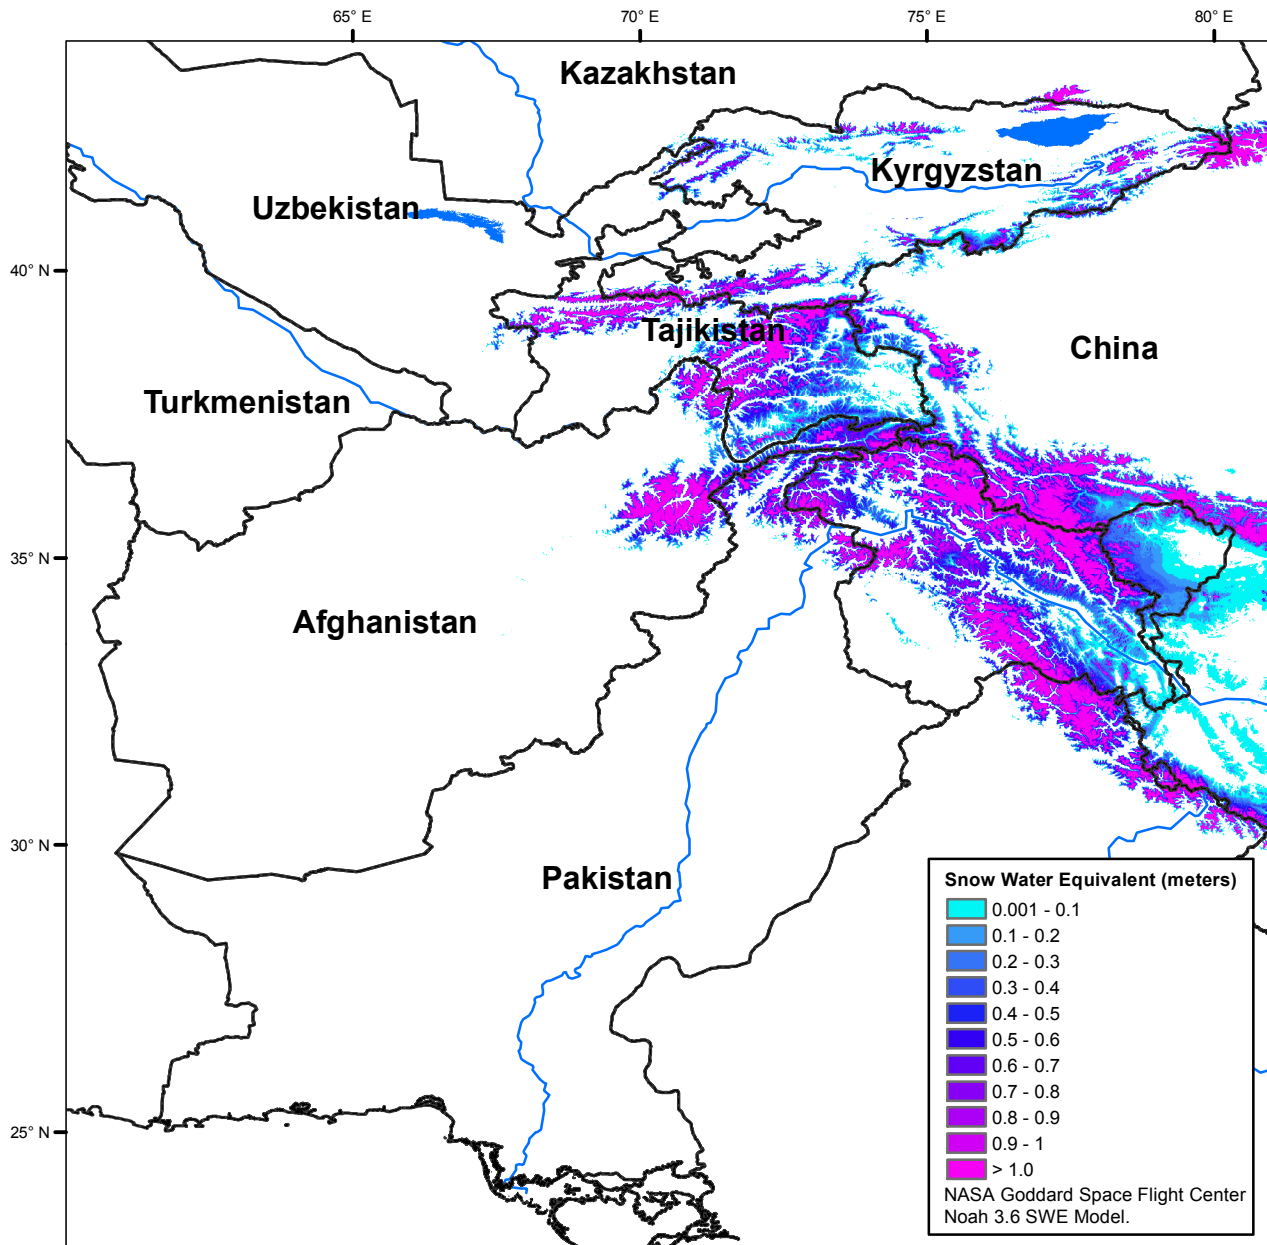 65° E
70° E
75° E
80° E
Kazakhstan
Kyrgyzstan
Uzbekistan
40° N
Tajikistan
China
Turkmenistan
35° N
Afghanistan
30° N
Pakistan
25° N
Snow Water Equivalent (meters)
0.001 - 0.1
0.1 - 0.2
0.2 - 0.3
0.3 - 0.4
0.4 - 0.5
0.5 - 0.6
0.6 - 0.7
0.7 - 0.8
0.8 - 0.9
0.9 - 1
> 1.0
NASA Goddard Space Flight Center
Noah 3.6 SWE Model.